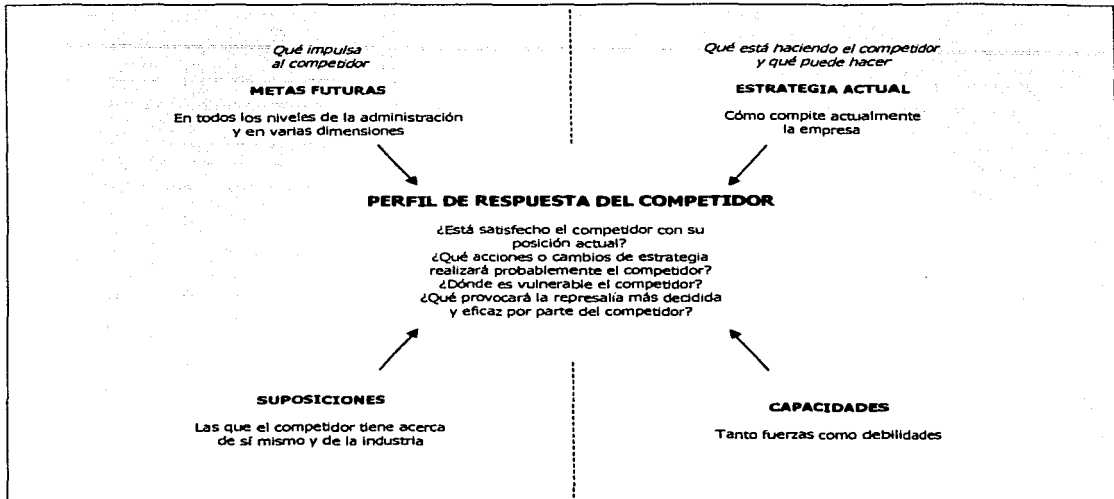 Qué impulsa
al competidor
METAS FUTURAS
En todos los niveles de la administración
y en varias dimensiones
Qué está haciendo el competidor
y qué puede hacer
ESTRATEGIA ACTUAL
Cómo compite actualmente
la empresa
PERFIL DE RESPUESTA DEL COMPETIDOR
¿Está satisfecho el competidor con su
posición actual?
¿Qué acciones o cambios de estrategia
realizará probablemente el competidor?
¿Dónde es vulnerable el competidor?
¿Qué provocará la represalia más decidida
y eficaz por parte del competidor?
SUPOSICIONES
Las que el competidor tiene acerca
de sí mismo y de la industria
CAPACIDADES
Tanto fuerzas como debilidades